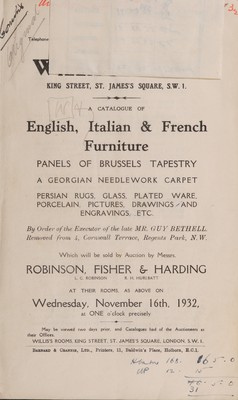 Telephone
KING STREET, ST. JAMES'S SQUARE, S.W. 1.
A CATALOGUE OF
English, Italian & French
Furniture
PANELS OF BRUSSELS TAPESTRY
A GEORGIAN NEEDLEWORK CARPET
PERSIAN RUGS, GLASS, PLATED WARE,
PORCELAIN, PICTURES, DRAWINGS AND
ENGRAVINGS, ETC.
By Order of the Executor of the late MR. GUY BETHELL
Removed from 4, Cornwall Terrace, Regents Park, N.W.
Which will be sold by Auction by Messrs.
ROBINSON, FISHER & HARDING
L. G. ROBINSON
AT THEIR ROOMS, AS ABOVE ON
Wednesday, November 16th, 1932,
at ONE o'clock precisely
May be viewed two days prior, and Catalogues had of the Auctioneers at
their Offices.
WILLIS'S ROOMS, KING STREET, ST. JAMES'S SQUARE, LONDON, S.W. 1.